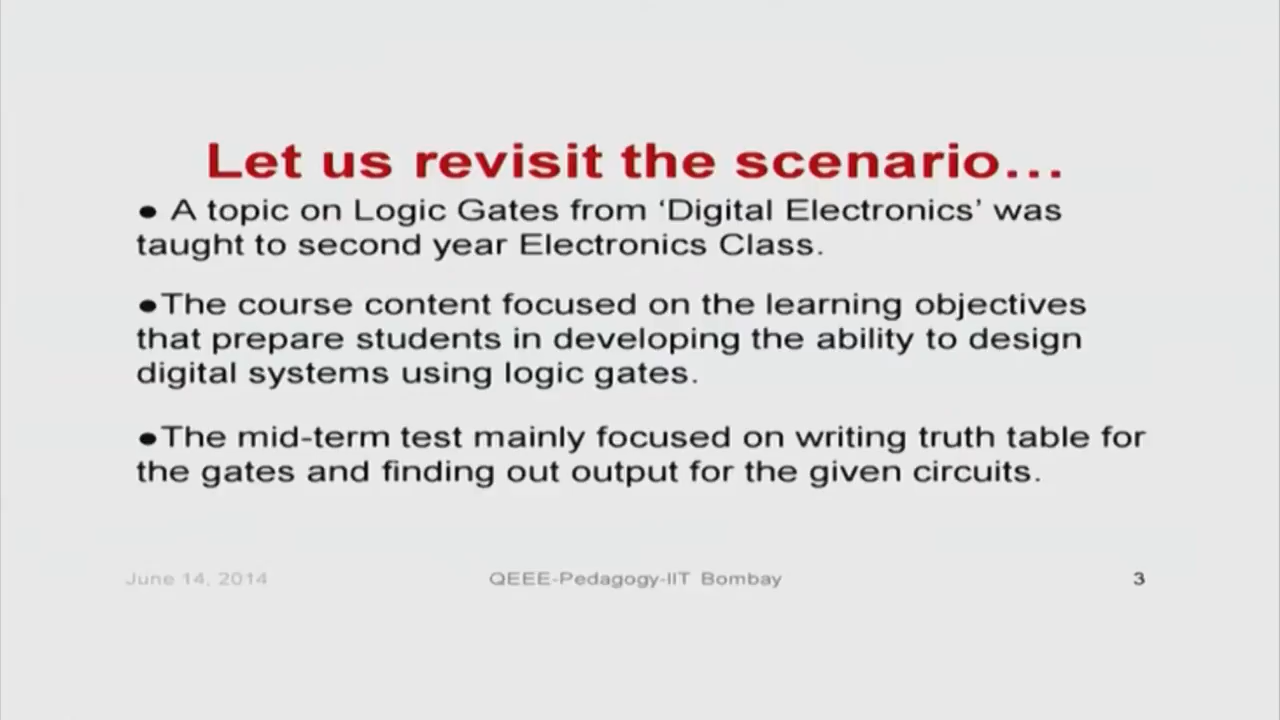 Let us revisit the scenario...
● A topic on Logic Gates from ‘Digital Electronics’ was
taught to second year Electronics Class.
●The course content focused on the learning objectives
that prepare students in developing the ability to design
digital systems using logic gates.
●The mid-term test mainly focused on writing truth table for
the gates and finding out output for the given circuits.
June 14, 2014 QEEE-Pedagogy-IIT Bombay 3